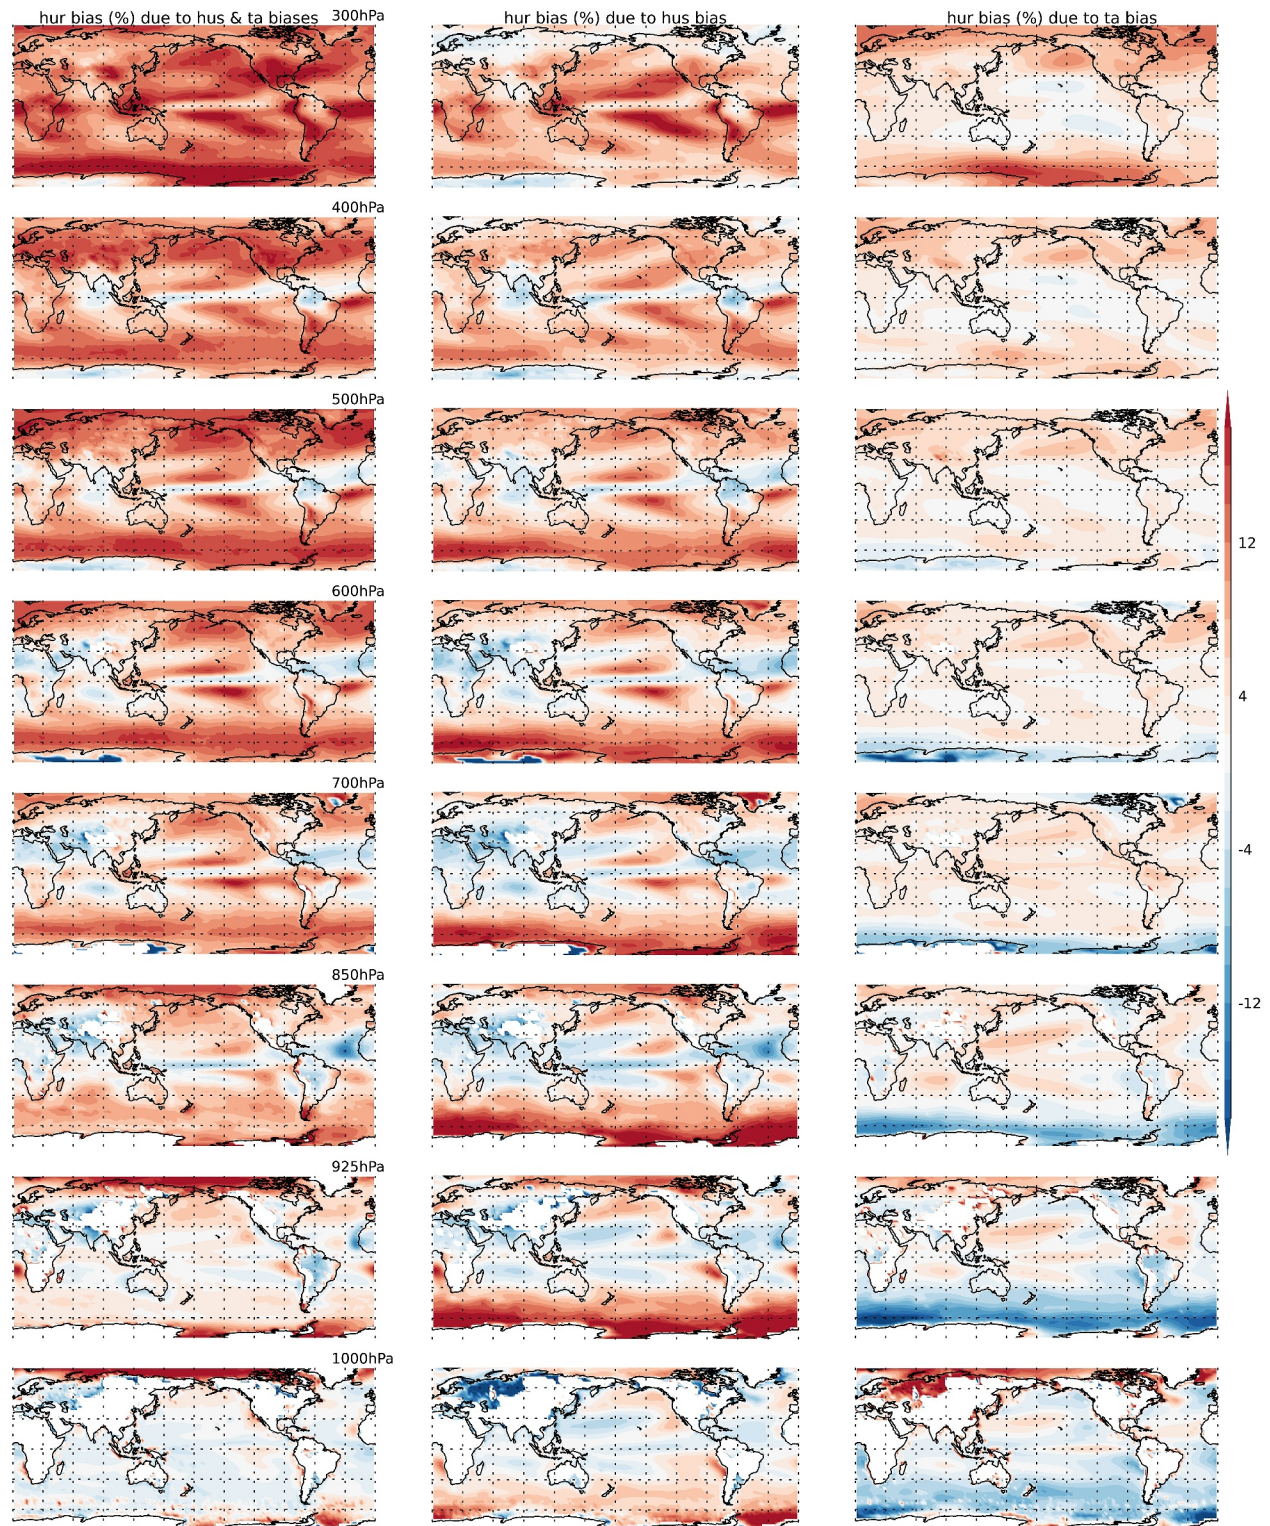 hur bias (%) due to hus & ta biases
hur bias (%) due to hus bias
hur bias (%) due to ta bias
300hPa
400hPa
500hPa
600hPa
700hPa
850hPa
925hPa
1000hPa
12
4
-4
-12